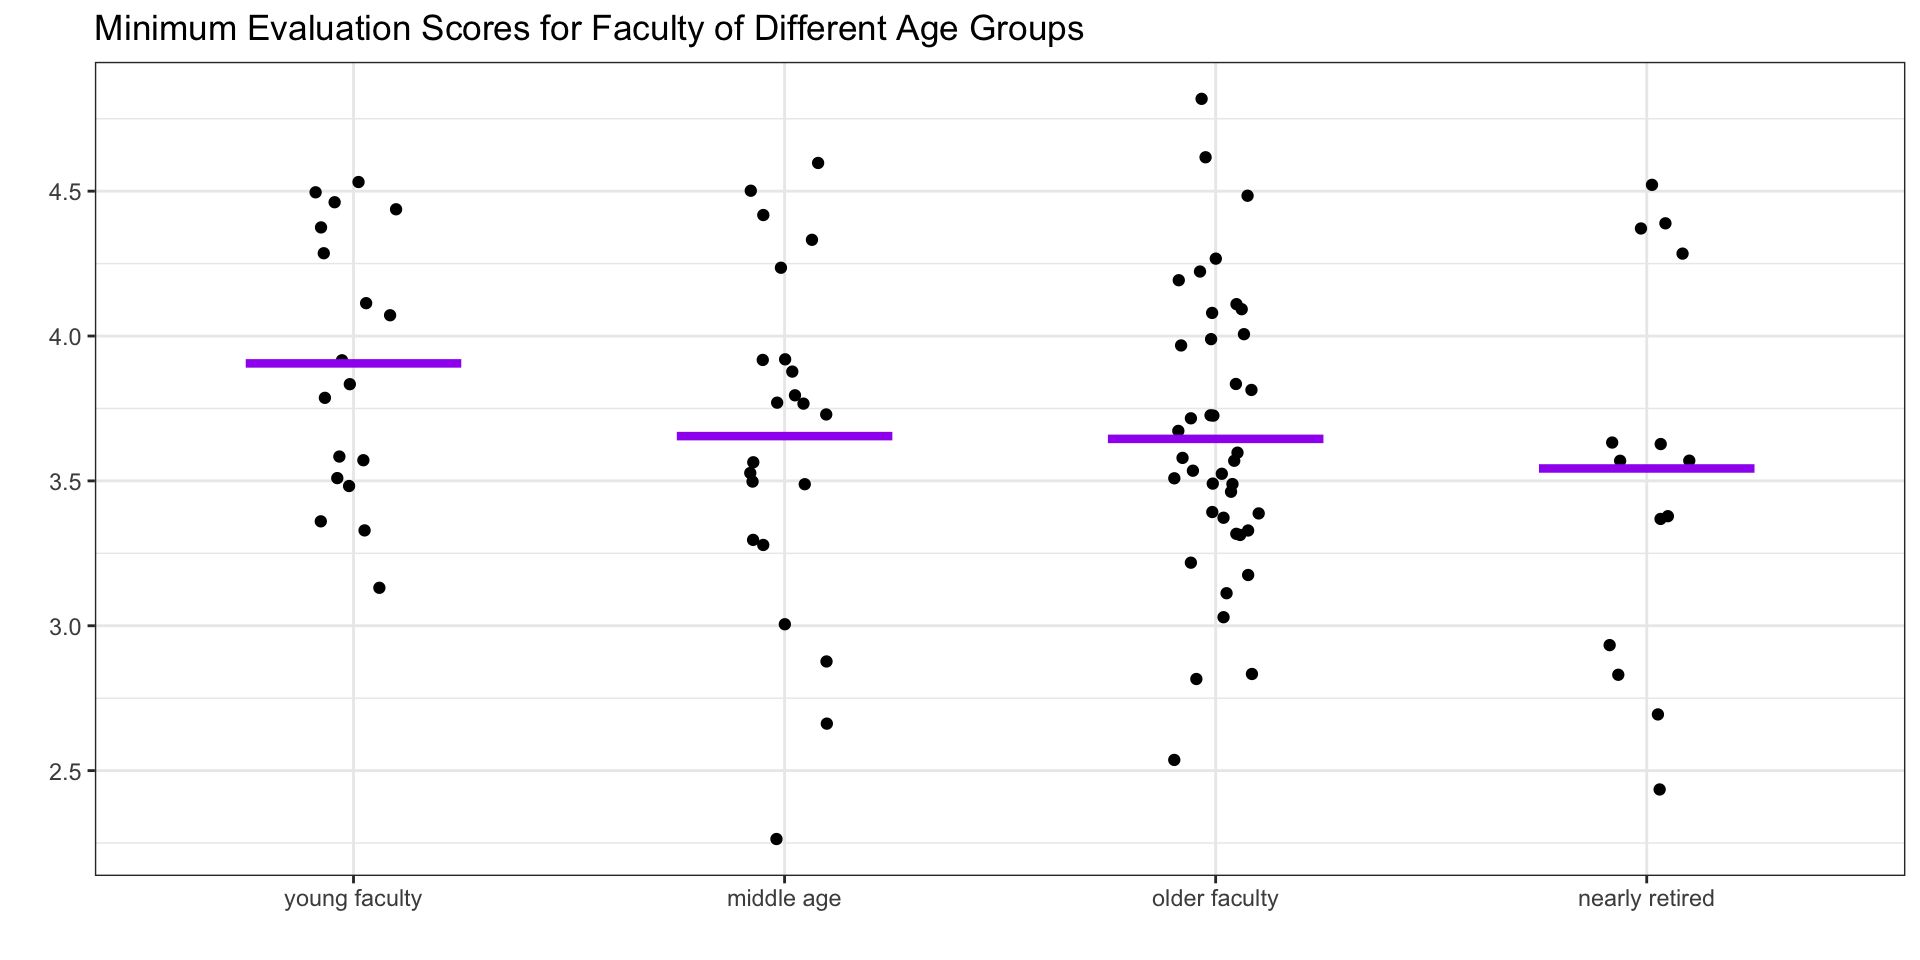 Minimum Evaluation Scores for Faculty of Different Age Groups
4.5
4.0
3.5
3.0
2.5
young faculty middle age older faculty nearly retired